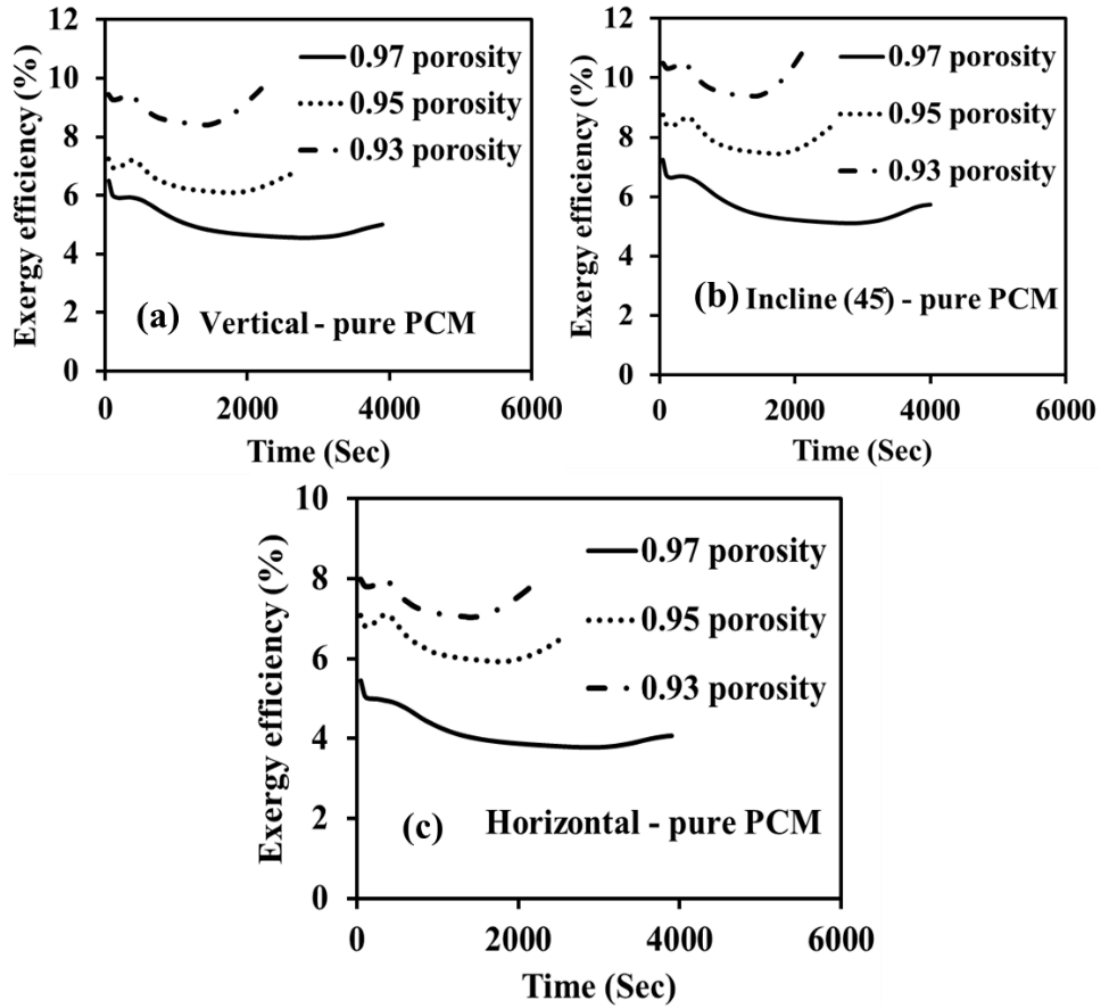 12
10
8
6
4
2
0
Exergy efficiency (%)
0.97 porosity
0.95 porosity
0.93 porosity
(a) Vertical - pure PCM
0 2000 4000 6000
Time (Sec)
12
10
8
6
4
2
0
Exergy efficiency (%)
0.97 porosity
0.95 porosity
0.93 porosity
(b) Incline (45°) - pure PCM
0 2000 4000 6000
Time (Sec)
10
8
6
4
2
0
Exergy efficiency (%)
0.97 porosity
0.95 porosity
0.93 porosity
(c) Horizontal - pure PCM
0 2000 4000 6000
Time (Sec)